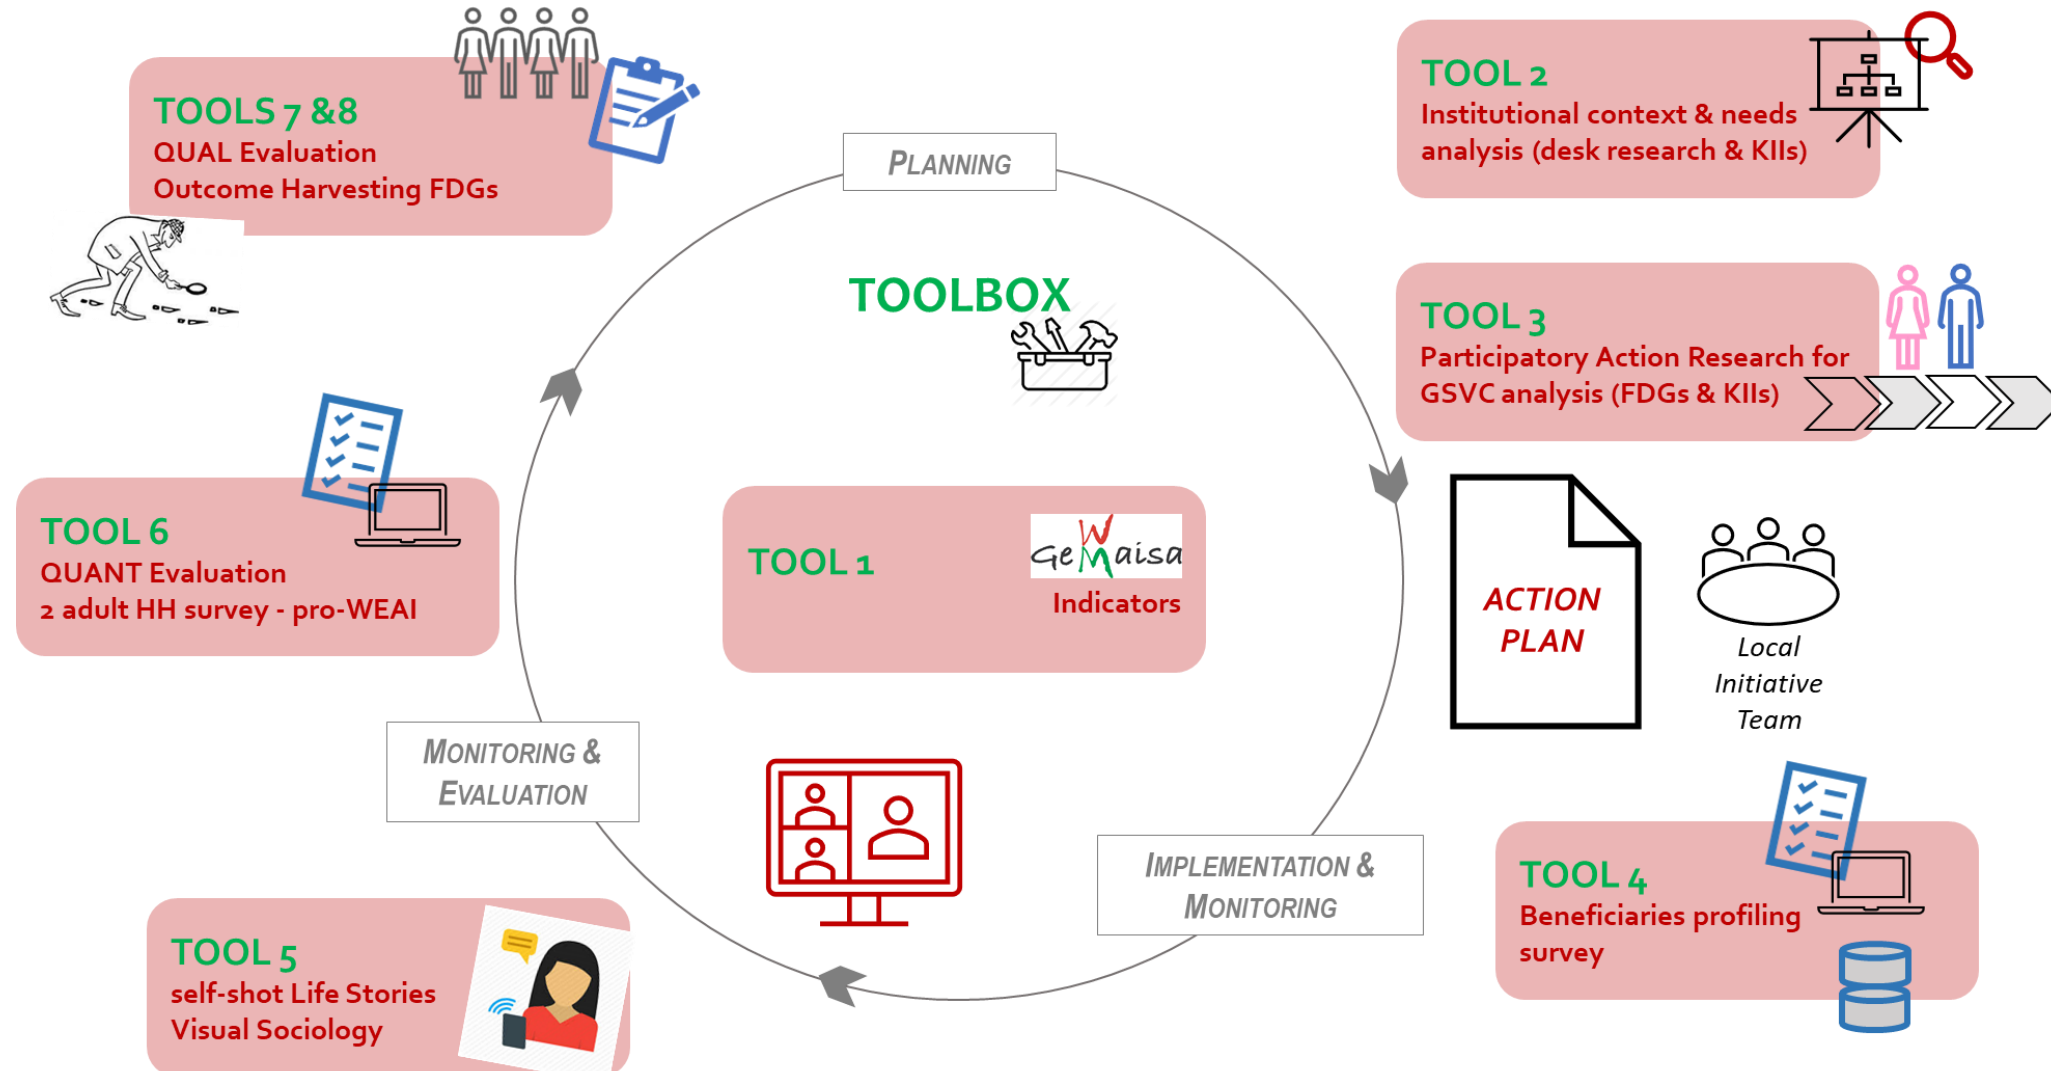 TOOLS 7 &8
QUAL Evaluation
Outcome Harvesting FDGs
PLANNING
TOOL 2
Institutional context & needs
analysis (desk research & KIIs)
TOOLBOX
TOOL 3
Participatory Action Research for
GSVC analysis (FDGs & KIIs)
TOOL 6
QUANT Evaluation
2 adult HH survey - pro-WEAI
TOOL 1
GeWMaisa
Indicators
ACTION
PLAN
Local
Initiative
Team
MONITORING &
EVALUATION
IMPLEMENTATION &
MONITORING
TOOL 4
Beneficiaries profiling
survey
TOOL 5
self-shot Life Stories
Visual Sociology